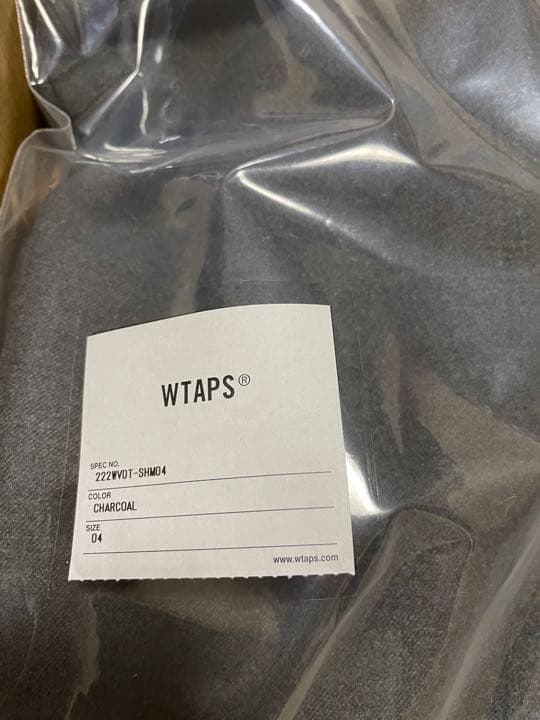 WTAPS®
SPEC NO.
222WVDT-SHM04
COLOR
CHARCOAL
SIZE
04
www.wtaps.com